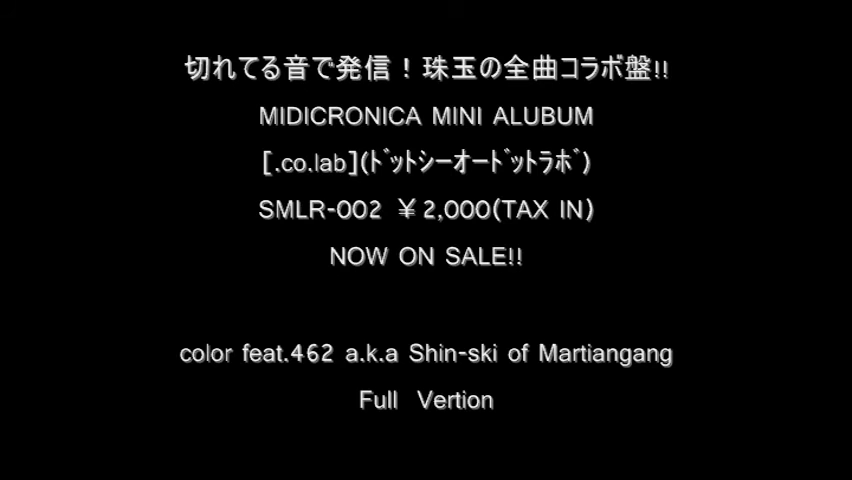 切れてる音で発信！珠玉の全曲コラボ盤!!
MIDICRONICA MINI ALUBUM
[.co.lab](ﾄﾞｯﾄｼｰｵｰﾄﾞｯﾄﾗﾎﾞ)
SMLR-002 ￥2,000(TAX IN)
NOW ON SALE!!
color feat.462 a.k.a Shin-ski of Martiangang
Full Vertion